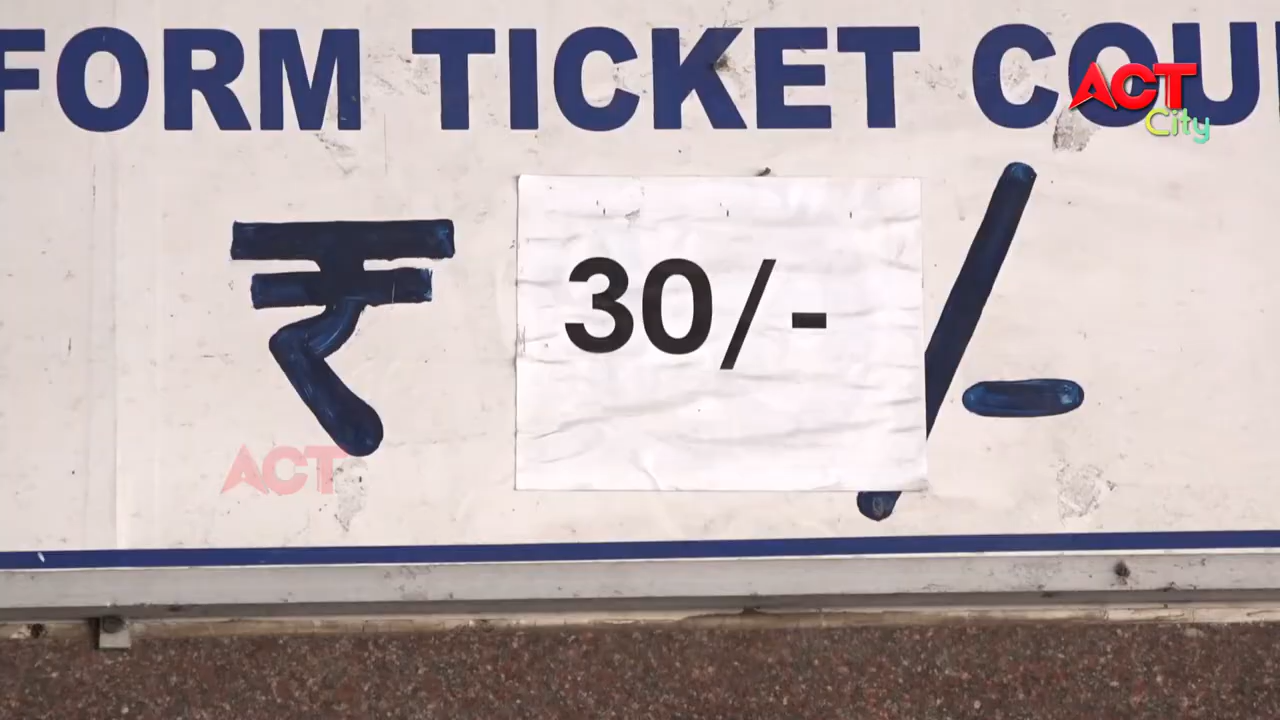 FORM TICKET COU
ACT
City
₹ 30/- /-
ACT